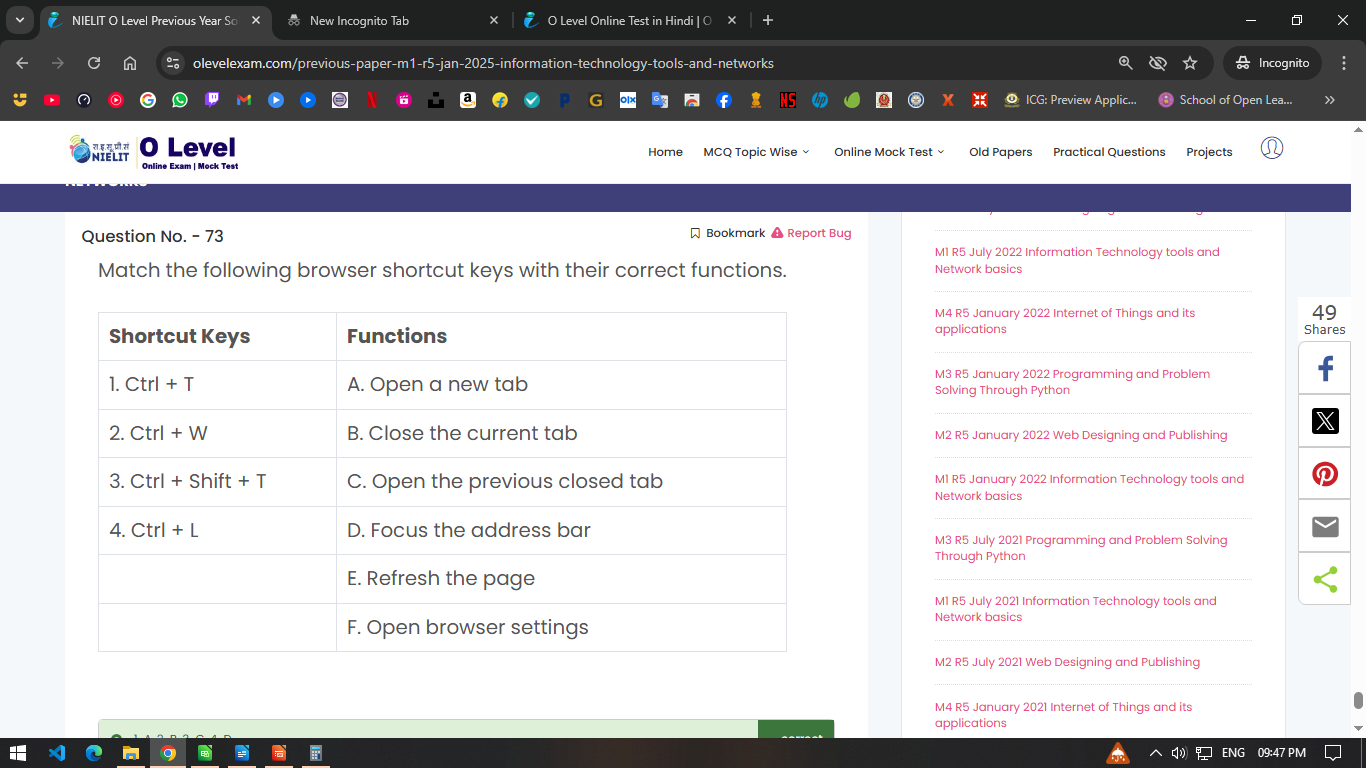 NIELIT O Level Previous Year So
New Incognito Tab
O Level Online Test in Hindi | O
olevelexam.com/previous-paper-m1-r5-jan-2025-information-technology-tools-and-networks
Incognito
ICG: Preview Applic...
School of Open Lea...
रा.इ.सू.प्रौ.सं
NIELIT
O Level
Online Exam | Mock Test
Home
MCQ Topic Wise
Online Mock Test
Old Papers
Practical Questions
Projects
NETWORKS
Question No. - 73
Bookmark
Report Bug
Match the following browser shortcut keys with their correct functions.
Shortcut Keys
Functions
1. Ctrl + T
A. Open a new tab
2. Ctrl + W
B. Close the current tab
3. Ctrl + Shift + T
C. Open the previous closed tab
4. Ctrl + L
D. Focus the address bar
E. Refresh the page
F. Open browser settings
correct
M1 R5 July 2022 Information Technology tools and
Network basics
M4 R5 January 2022 Internet of Things and its
applications
M3 R5 January 2022 Programming and Problem
Solving Through Python
M2 R5 January 2022 Web Designing and Publishing
M1 R5 January 2022 Information Technology tools and
Network basics
M3 R5 July 2021 Programming and Problem Solving
Through Python
M1 R5 July 2021 Information Technology tools and
Network basics
M2 R5 July 2021 Web Designing and Publishing
M4 R5 January 2021 Internet of Things and its
applications
49
Shares
ENG
09:47 PM